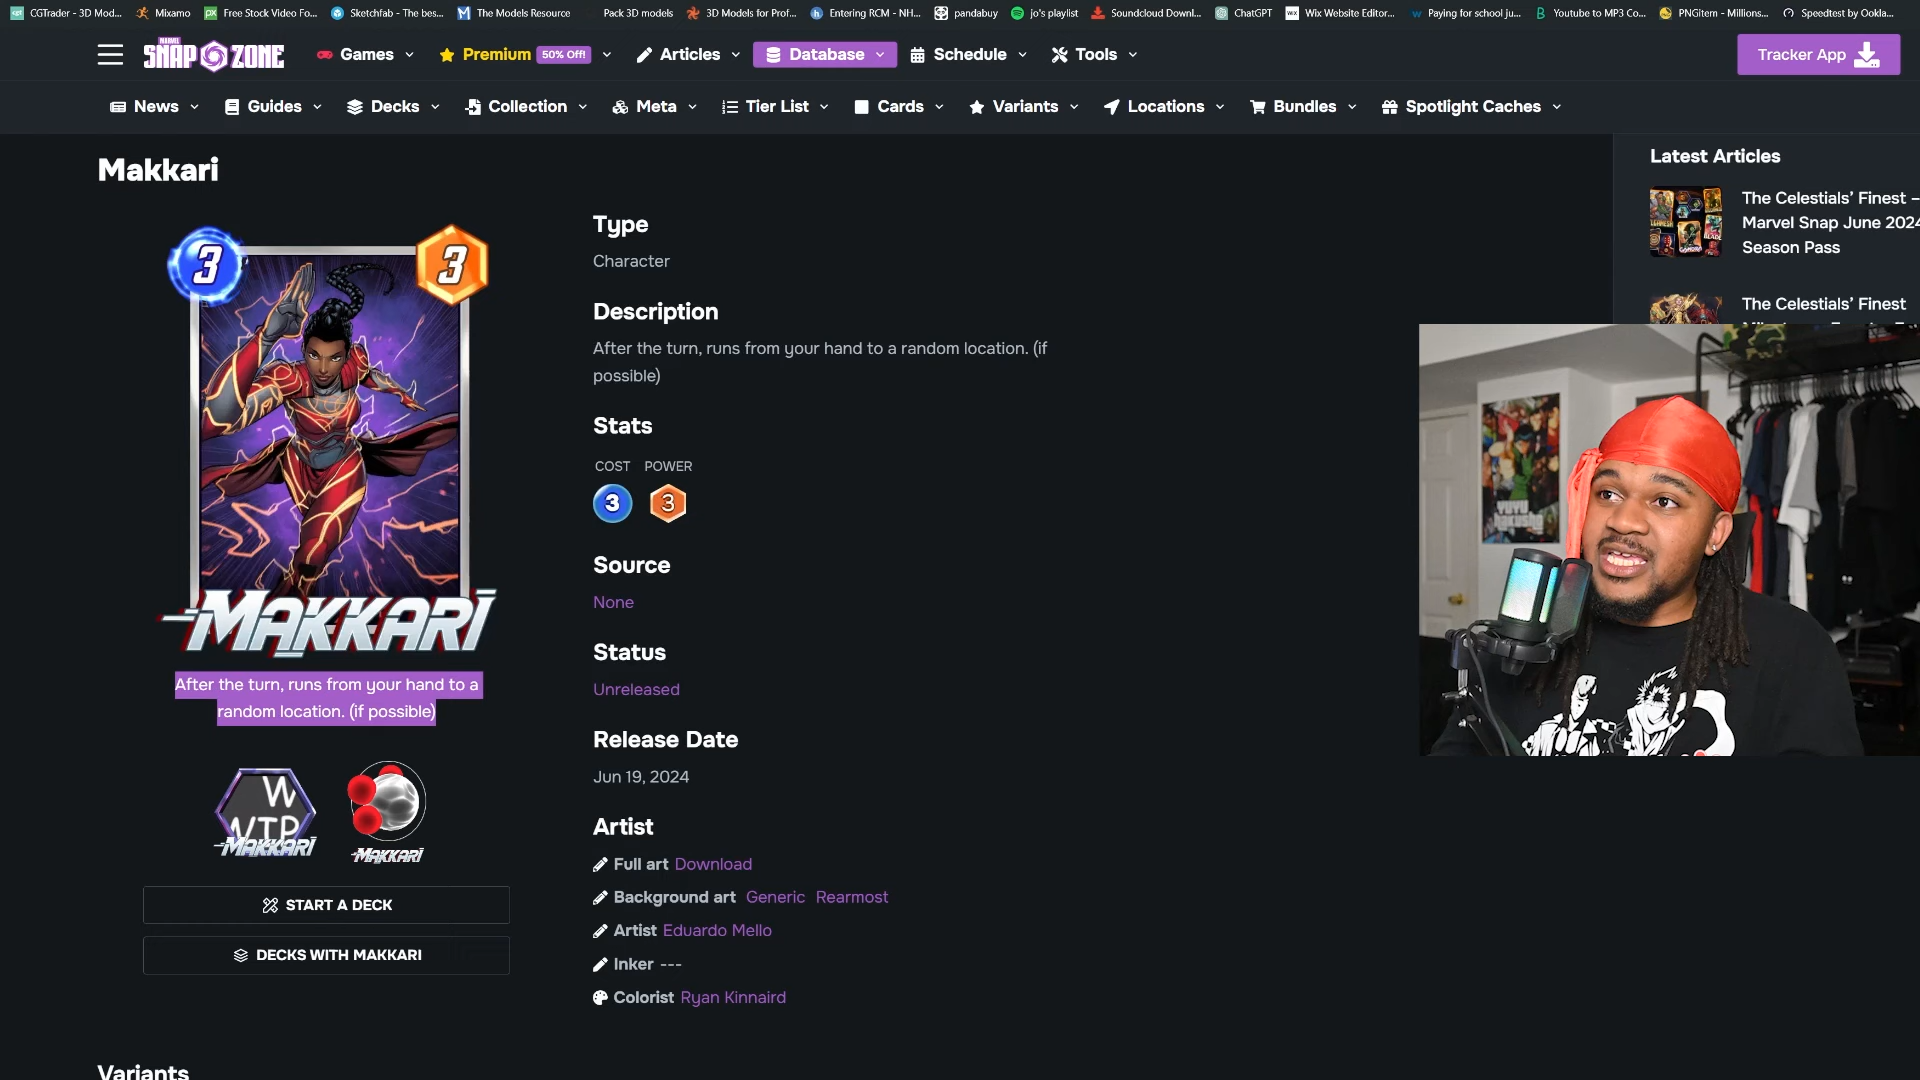 CGTrader - 3D Mod...
Mixamo
Free Stock Video Fo...
Sketchfab - The bes...
The Models Resource
Pack 3D models
3D Models for Prof...
Entering RCM - NH...
pandabuy
jo's playlist
Soundcloud Downl...
ChatGPT
Wix Website Editor...
Paying for school ju...
Youtube to MP3 Co...
PNGitem - Millions...
Speedtest by Ookla...
MARVEL
SNAP ZONE
Games
Premium 50% Off!
Articles
Database
Schedule
Tools
Tracker App
News
Guides
Decks
Collection
Meta
Tier List
Cards
Variants
Locations
Bundles
Spotlight Caches
Makkari
3
3
MAKKARI
After the turn, runs from your hand to a
random location. (if possible)
MAKKARI
MAKKARI
START A DECK
DECKS WITH MAKKARI
Type
Character
Description
After the turn, runs from your hand to a random location. (if
possible)
Stats
COST POWER
3 3
Source
None
Status
Unreleased
Release Date
Jun 19, 2024
Artist
Full art Download
Background art Generic Rearmost
Artist Eduardo Mello
Inker ---
Colorist Ryan Kinnaird
Latest Articles
The Celestials' Finest –
Marvel Snap June 2024
Season Pass
The Celestials' Finest
Variants